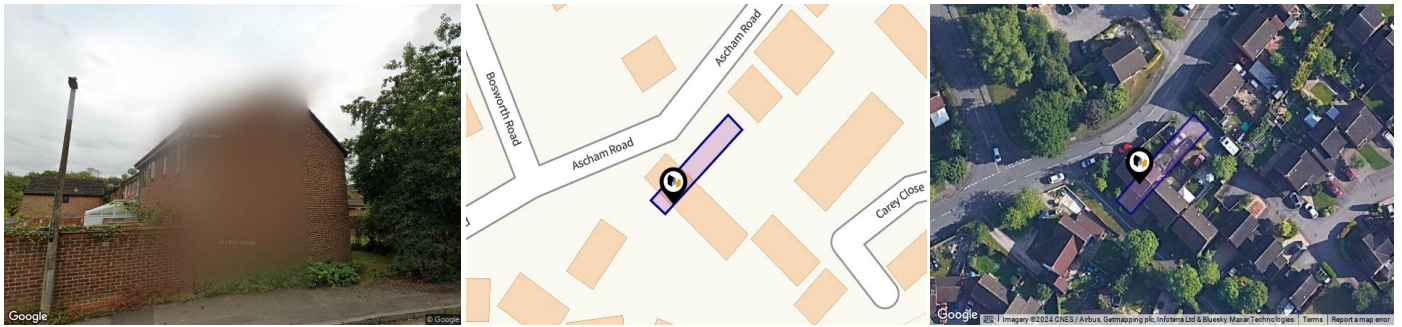 Google
© Google
Bosworth Road
Ascham Road
Ascham Road
Carey Close
Google
Imagery ©2024 CNES / Airbus, Getmapping plc, Infoterra Ltd & Bluesky, Maxar Technologies
Terms
Report a map error